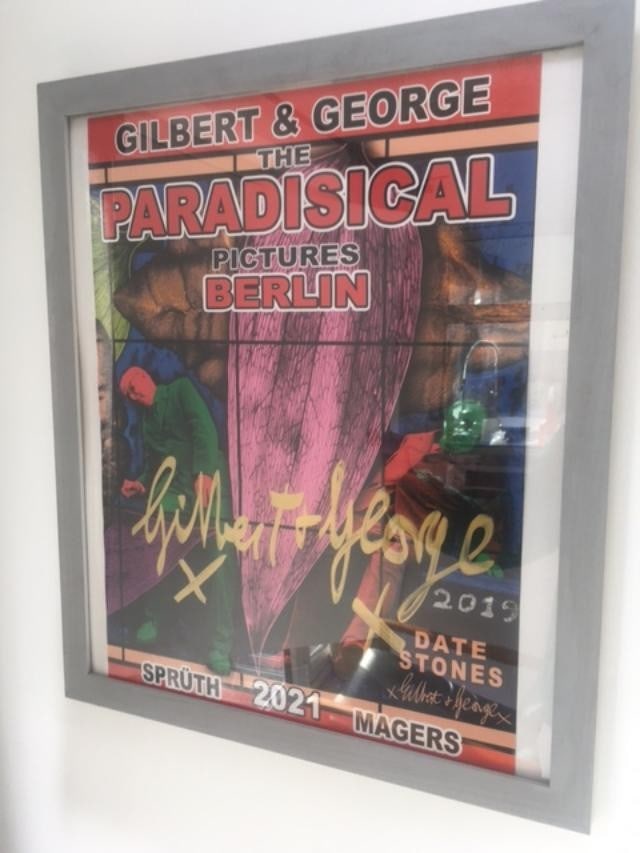 GILBERT & GEORGE
THE
PARADISICAL
PICTURES
BERLIN
Gilbert + George
x x
2019
DATE
STONES
x Gilbert + George x
SPRÜTH 2021 MAGERS